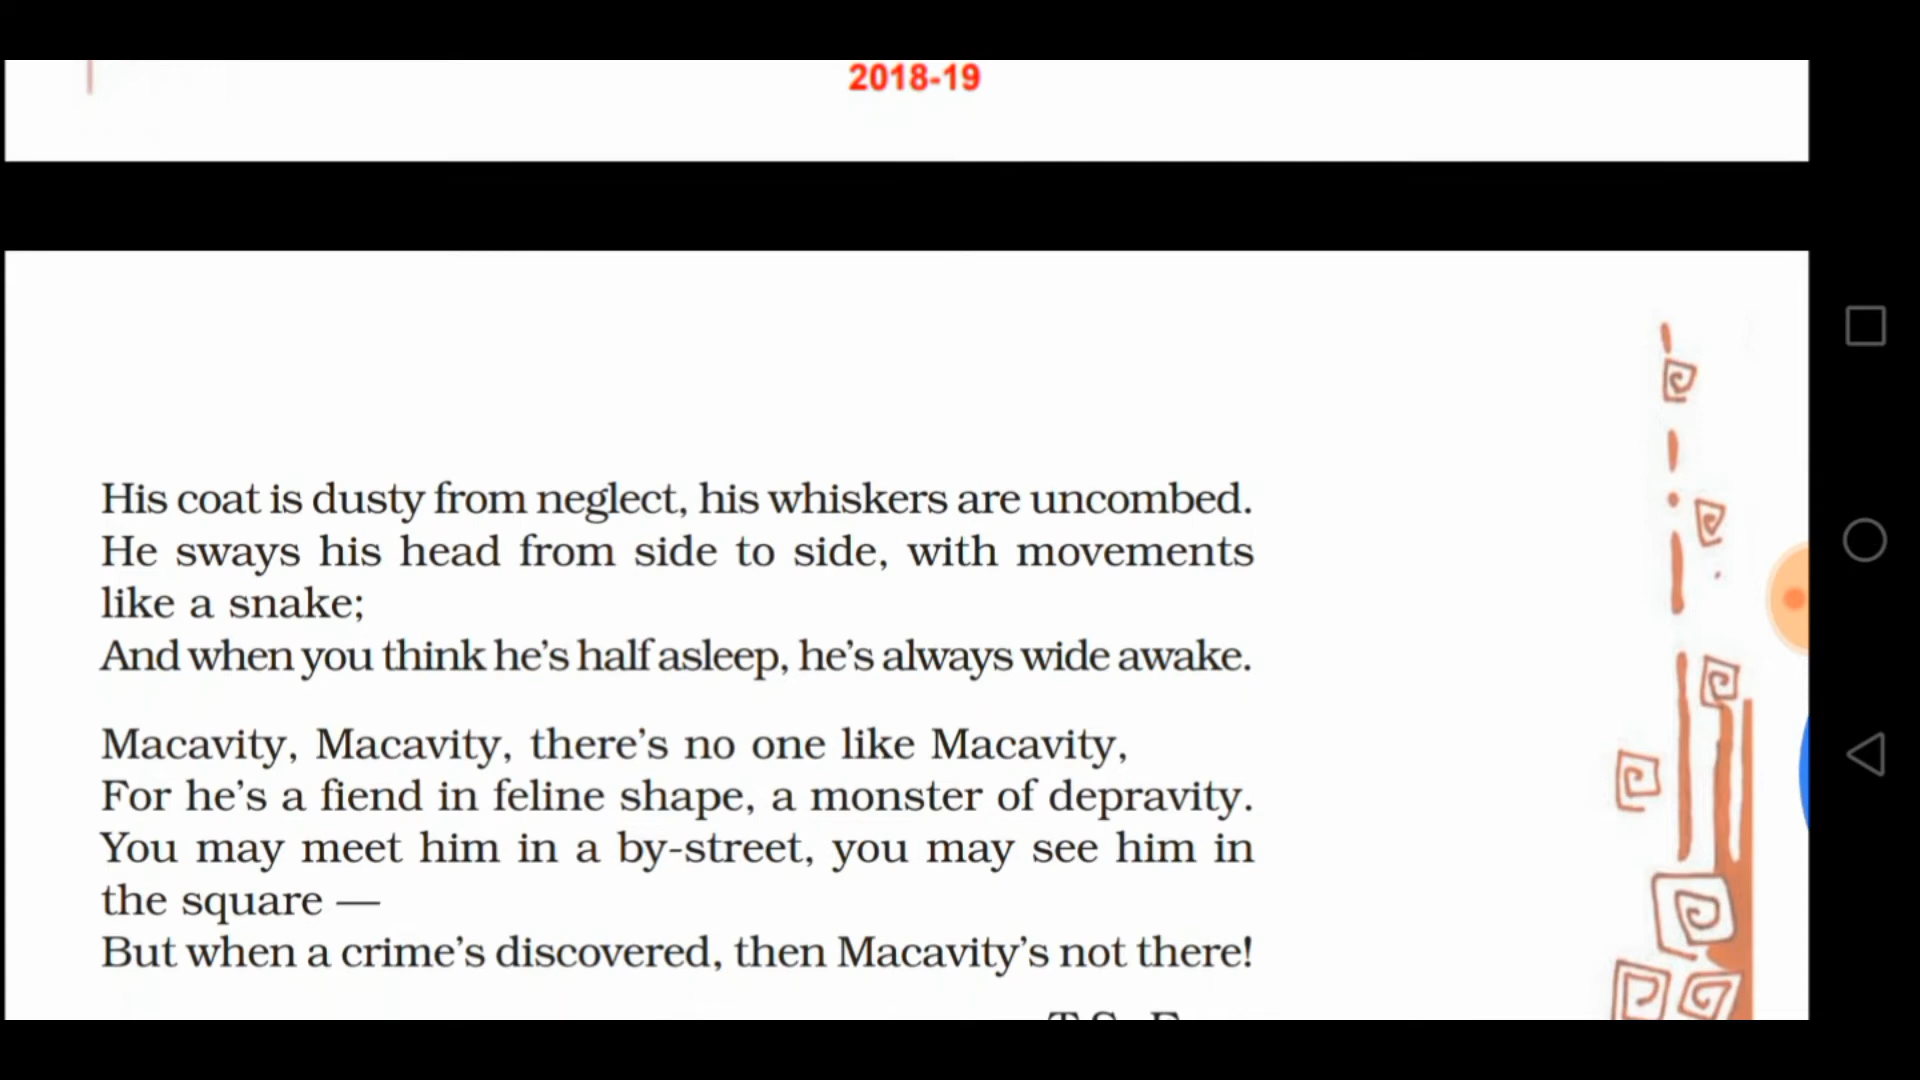 2018-19
His coat is dusty from neglect, his whiskers are uncombed.
He sways his head from side to side, with movements
like a snake;
And when you think he’s half asleep, he’s always wide awake.
Macavity, Macavity, there’s no one like Macavity,
For he’s a fiend in feline shape, a monster of depravity.
You may meet him in a by-street, you may see him in
the square —
But when a crime’s discovered, then Macavity’s not there!